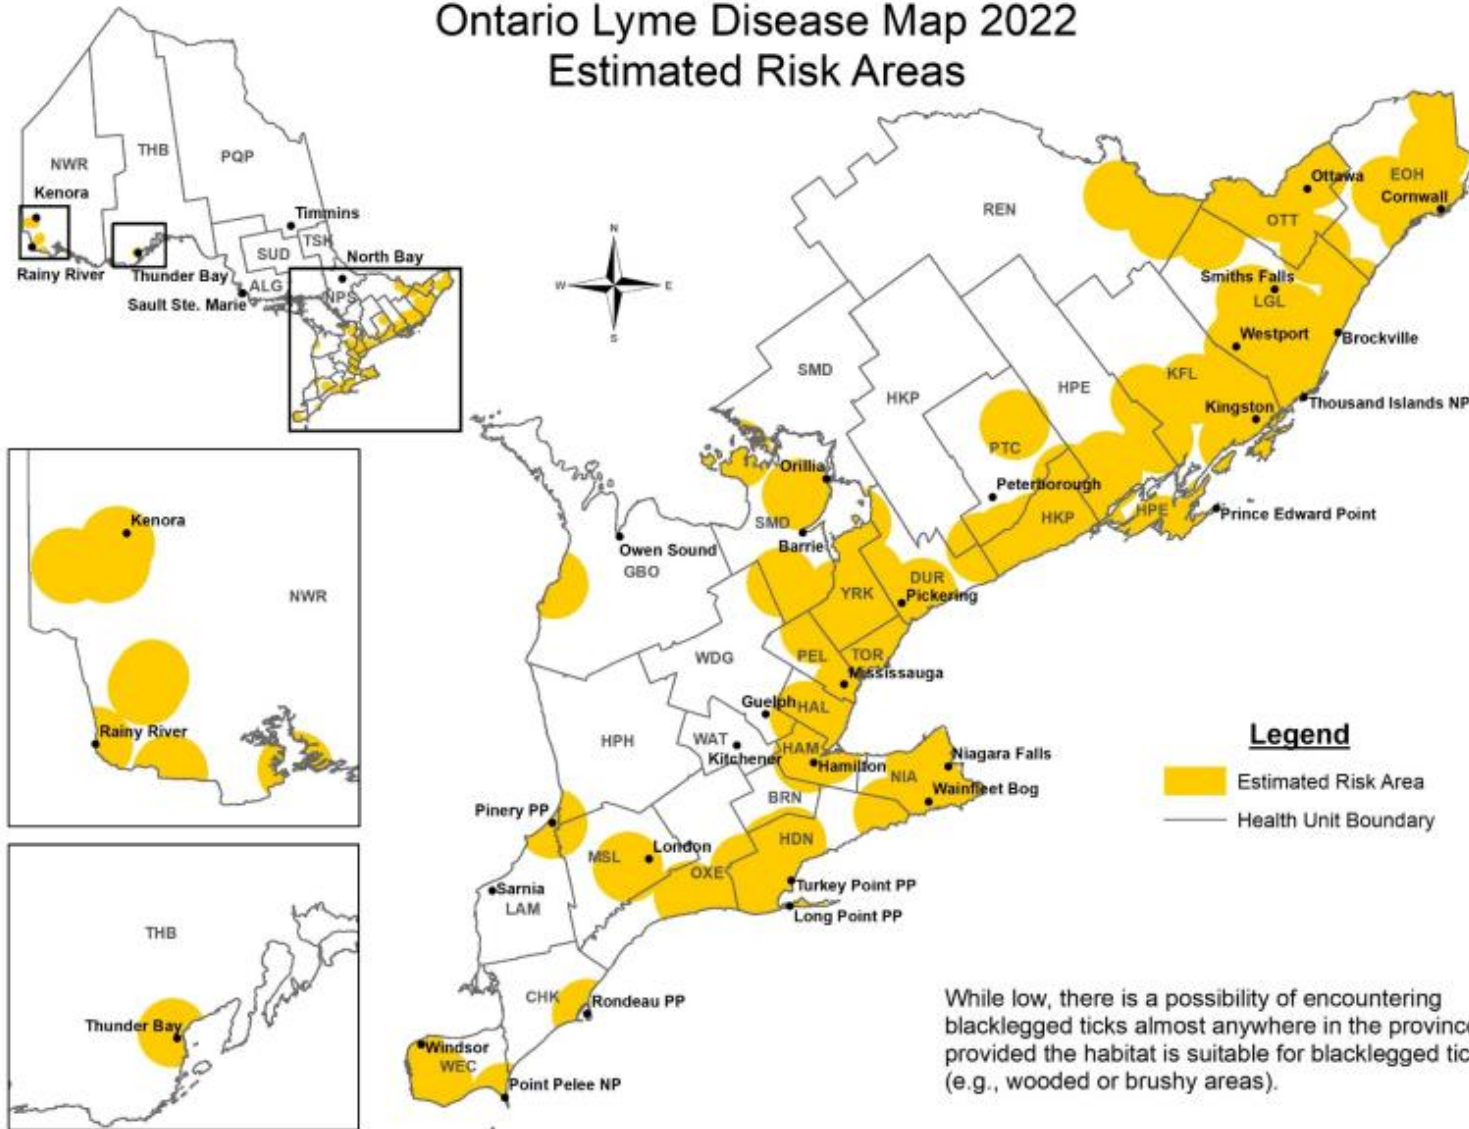 Ontario Lyme Disease Map 2022
Estimated Risk Areas
NWR
THB
PQP
Kenora
Timmins
TSK
SUD
Rainy River
Thunder Bay
North Bay
ALG
NPS
Sault Ste. Marie
N
W
E
S
REN
Ottawa
EOH
Cornwall
OTT
Smiths Falls
LGL
Westport
Brockville
SMD
HKP
HPE
KFL
Kingston
Thousand Islands NP
PTC
Orillia
Peterborough
SMD
HKP
HPE
Prince Edward Point
Barrie
Owen Sound
GBO
DUR
YRK
Pickering
PEL
TOR
WDG
Mississauga
Guelph
HAL
HPH
WAT
Kitchener
HAM
Hamilton
Niagara Falls
NIA
Wainfleet Bog
BRN
Pinery PP
HDN
MSL
London
OXE
Turkey Point PP
Sarnia
LAM
Long Point PP
CHK
Rondeau PP
Windsor
WEC
Point Pelee NP
Kenora
NWR
Rainy River
THB
Thunder Bay
Legend
Estimated Risk Area
Health Unit Boundary
While low, there is a possibility of encountering
blacklegged ticks almost anywhere in the province
provided the habitat is suitable for blacklegged tic
(e.g., wooded or brushy areas).